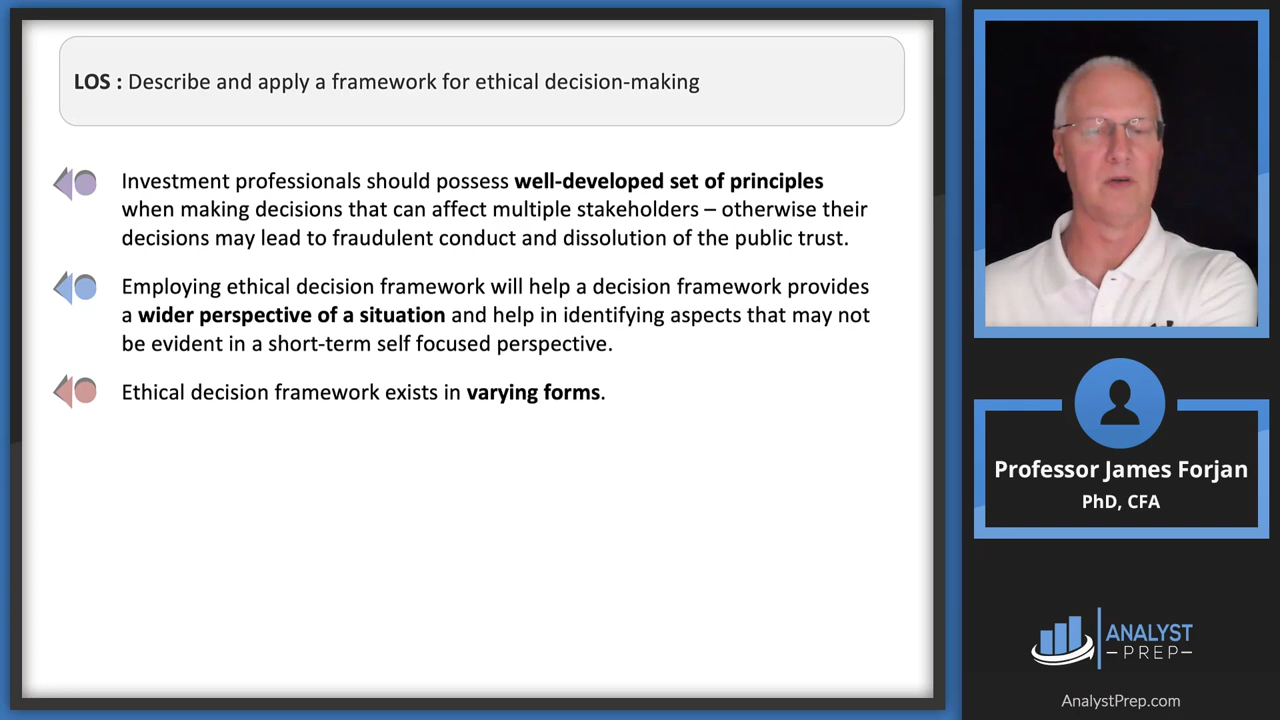 LOS : Describe and apply a framework for ethical decision-making
Investment professionals should possess well-developed set of principles
when making decisions that can affect multiple stakeholders – otherwise their
decisions may lead to fraudulent conduct and dissolution of the public trust.
Employing ethical decision framework will help a decision framework provides
a wider perspective of a situation and help in identifying aspects that may not
be evident in a short-term self focused perspective.
Ethical decision framework exists in varying forms.
Professor James Forjan
PhD, CFA
ANALYST
PREP
AnalystPrep.com